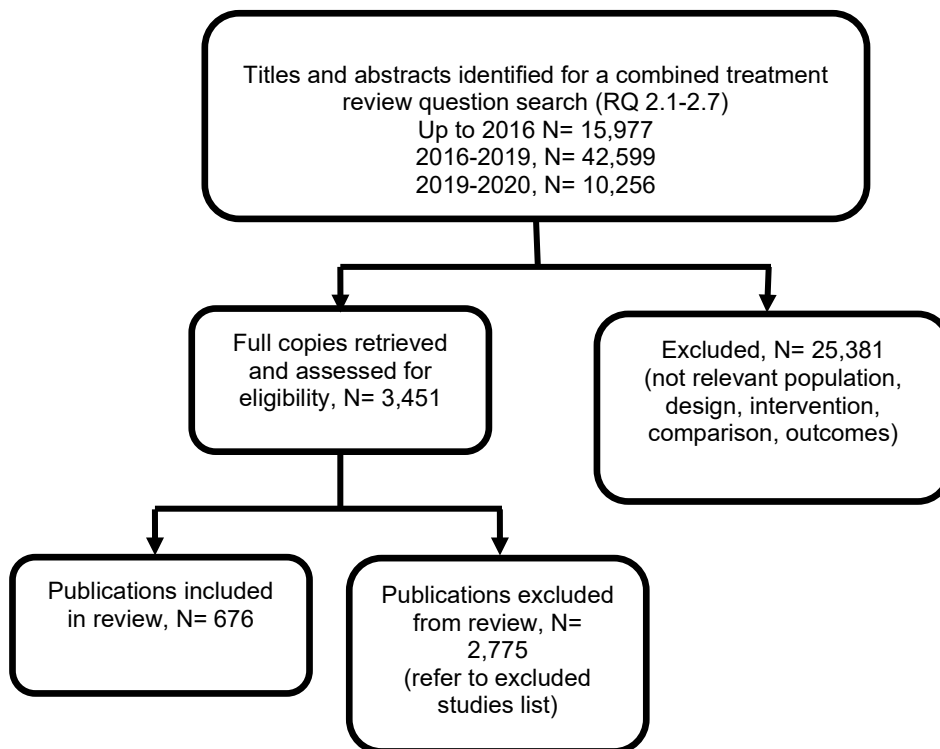 Titles and abstracts identified for a combined treatment
review question search (RQ 2.1-2.7)
Up to 2016 N= 15,977
2016-2019, N= 42,599
2019-2020, N= 10,256
Full copies retrieved
and assessed for
eligibility, N= 3,451
Excluded, N= 25,381
(not relevant population,
design, intervention,
comparison, outcomes)
Publications included
in review, N= 676
Publications excluded
from review, N=
2,775
(refer to excluded
studies list)